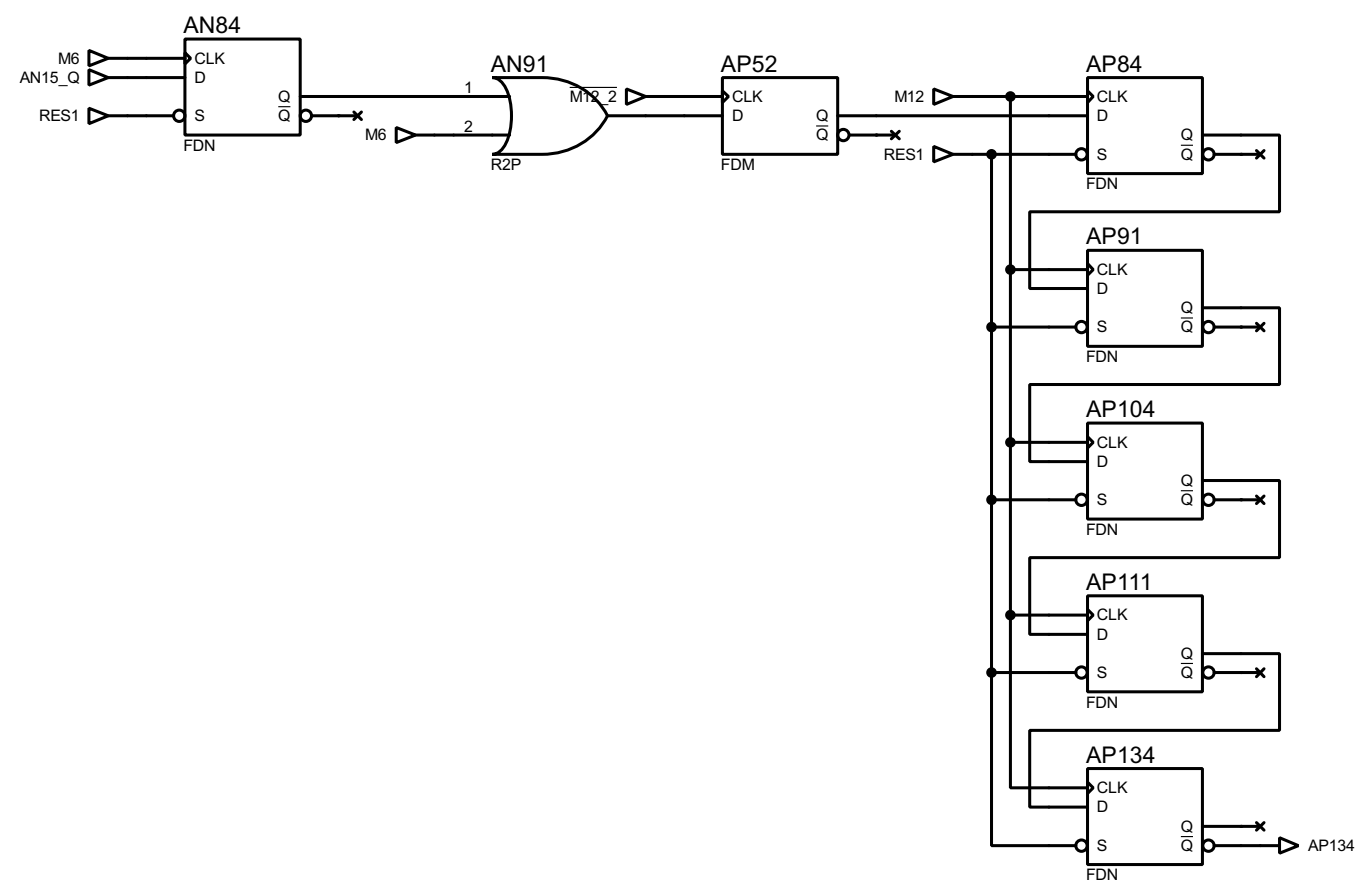 AN84
M6
CLK
AN15_Q
D
Q
RES1
S
Q
FDN
AN91
1
M6
2
R2P
AP52
M12_2
CLK
D
Q
Q
FDM
AP84
M12
CLK
D
Q
RES1
S
Q
FDN
AP91
CLK
D
Q
S
Q
FDN
AP104
CLK
D
Q
S
Q
FDN
AP111
CLK
D
Q
S
Q
FDN
AP134
CLK
D
Q
S
Q
AP134
FDN